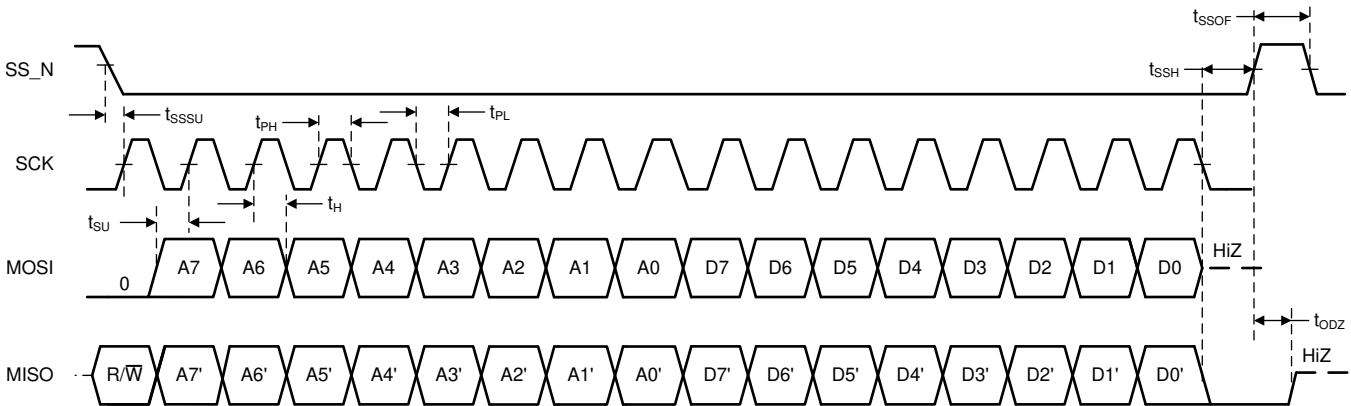 tSSOF
SS_N
tSSH
tSSSU
tPH
tPL
SCK
tSU
tH
MOSI
0 A7 A6 A5 A4 A3 A2 A1 A0 D7 D6 D5 D4 D3 D2 D1 D0 HiZ
tODZ
MISO
R/W̅ A7' A6' A5' A4' A3' A2' A1' A0' D7' D6' D5' D4' D3' D2' D1' D0' HiZ